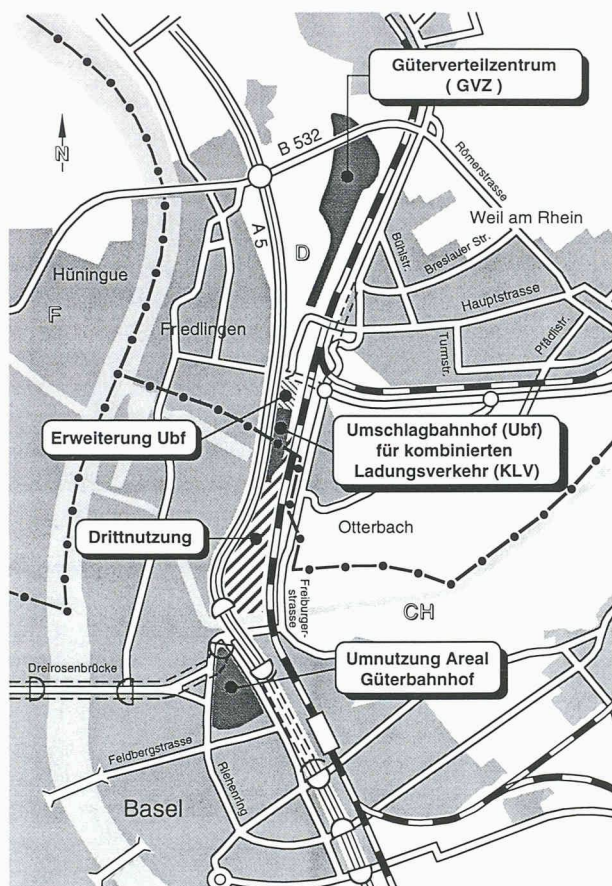 Güterverteilzentrum
( GVZ )
B 532
N
Römerstrasse
A 5
Weil am Rhein
D
Bühlstr.
Breslauer Str.
Hüningue
F
Friedlingen
Hauptstrasse
Turmstr.
Pfädlistr.
Erweiterung Ubf
Umschlagbahnhof (Ubf)
für kombinierten
Ladungsverkehr (KLV)
Drittnutzung
Otterbach
Freiburger-
strasse
CH
Dreirosenbrücke
Umnutzung Areal
Güterbahnhof
Feldbergstrasse
Riehenring
Basel